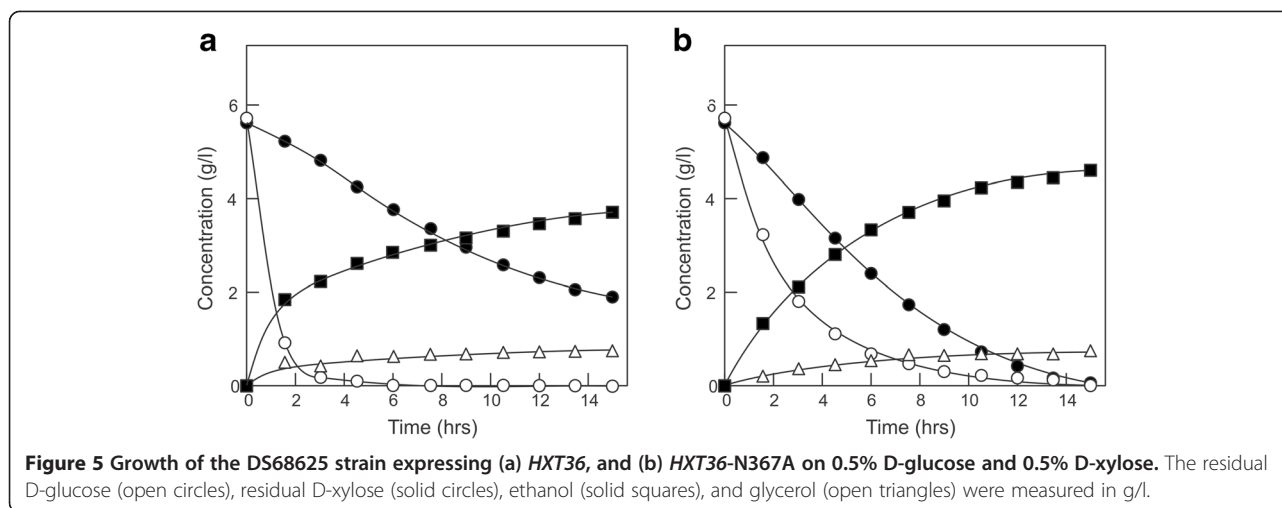 a
b
6
4
2
0
Concentration (g/l)
0 2 4 6 8 10 12 14
Time (hrs)
6
4
2
0
Concentration (g/l)
0 2 4 6 8 10 12 14
Time (hrs)
Figure 5 Growth of the DS68625 strain expressing (a) HXT36, and (b) HXT36-N367A on 0.5% D-glucose and 0.5% D-xylose. The residual
D-glucose (open circles), residual D-xylose (solid circles), ethanol (solid squares), and glycerol (open triangles) were measured in g/l.